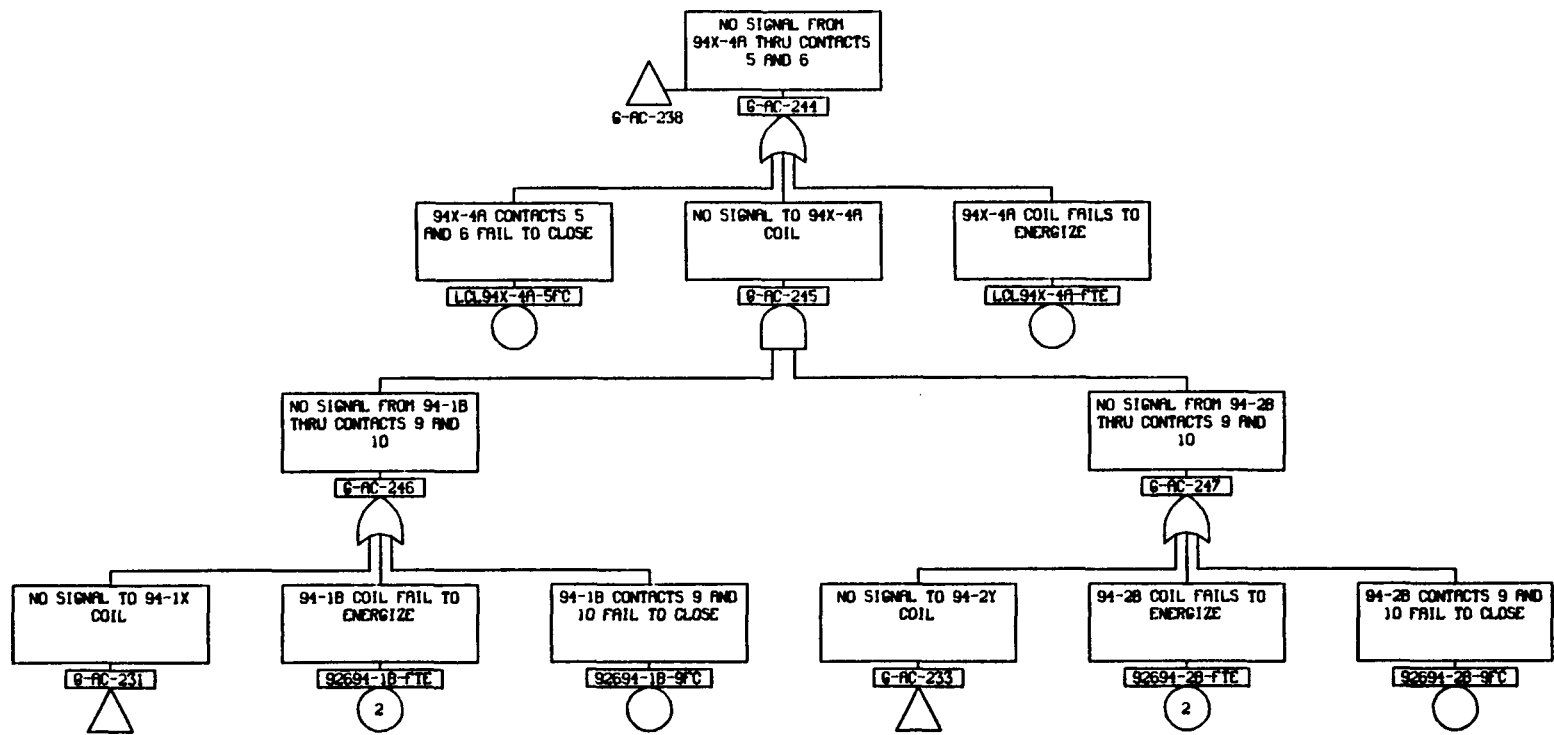 NO SIGNAL FROM
94X-4A THRU CONTACTS
5 AND 6
G-AC-238
G-AC-244
94X-4A CONTACTS 5
AND 6 FAIL TO CLOSE
NO SIGNAL TO 94X-4A
COIL
94X-4A COIL FAILS TO
ENERGIZE
LCL94X-4A-5FC
G-AC-245
LCL94X-4A-FTE
NO SIGNAL FROM 94-1B
THRU CONTACTS 9 AND
10
NO SIGNAL FROM 94-2B
THRU CONTACTS 9 AND
10
G-AC-246
G-AC-247
NO SIGNAL TO 94-1X
COIL
94-1B COIL FAIL TO
ENERGIZE
94-1B CONTACTS 9 AND
10 FAIL TO CLOSE
NO SIGNAL TO 94-2Y
COIL
94-2B COIL FAILS TO
ENERGIZE
94-2B CONTACTS 9 AND
10 FAIL TO CLOSE
G-AC-231
92694-1B-FTE
92694-1B-9FC
G-AC-233
92694-2B-FTE
92694-2B-9FC
2
2